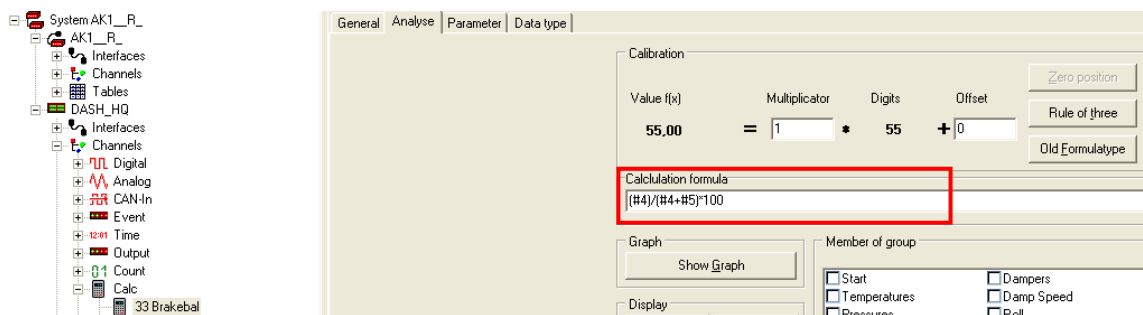 System AK1__R_
AK1__R_
Interfaces
Channels
Tables
DASH_HQ
Interfaces
Channels
Digital
Analog
CAN-In
Event
12:01 Time
Output
Count
Calc
33 Brakebal
General Analyse Parameter Data type
Calibration
Zero position
Value f(x) Multiplicator Digits Offset
Rule of three
55,00 = 1 * 55 + 0
Old Formulatype
Calclulation formula
(#4)/(#4+#5)*100
Graph
Show Graph
Member of group
Start Dampers
Temperatures Damp Speed
Pressures Roll
Display